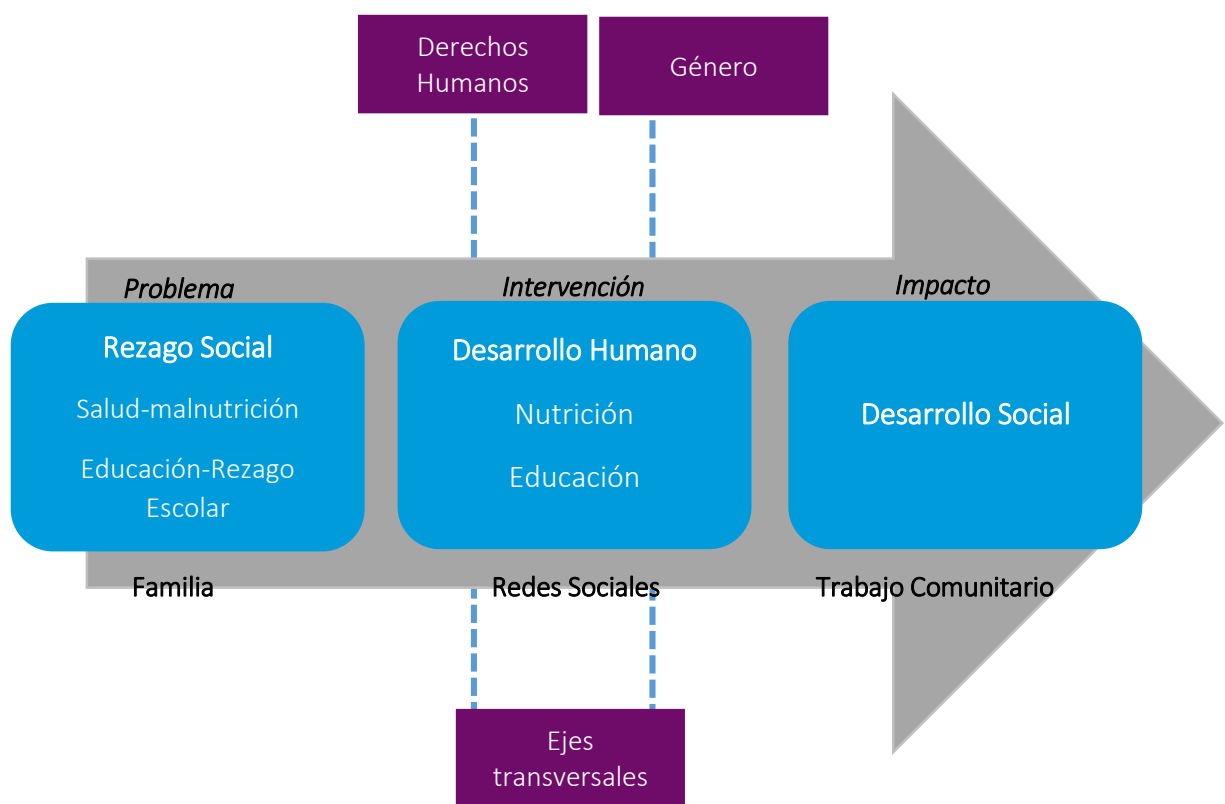 Derechos
Humanos
Género
Problema
Intervención
Impacto
Rezago Social
Salud-malnutrición
Educación-Rezago
Escolar
Desarrollo Humano
Nutrición
Educación
Desarrollo Social
Familia
Redes Sociales
Trabajo Comunitario
Ejes
transversales